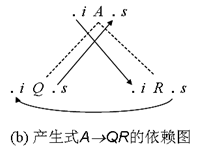 . i A . s
. i Q . s . i R . s
(b) 产生式A→QR的依赖图